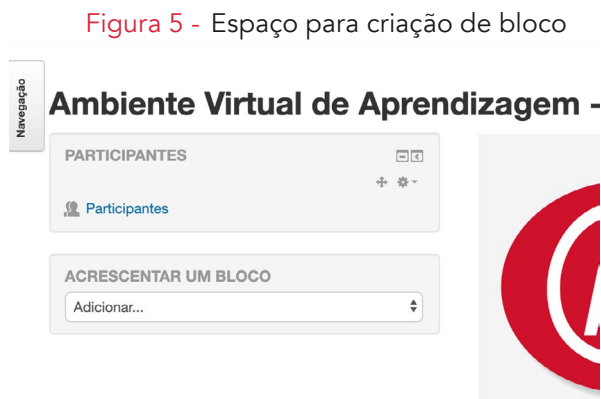 Figura 5 - Espaço para criação de bloco
Navegação
Ambiente Virtual de Aprendizagem -
PARTICIPANTES
Participantes
ACRESCENTAR UM BLOCO
Adicionar...